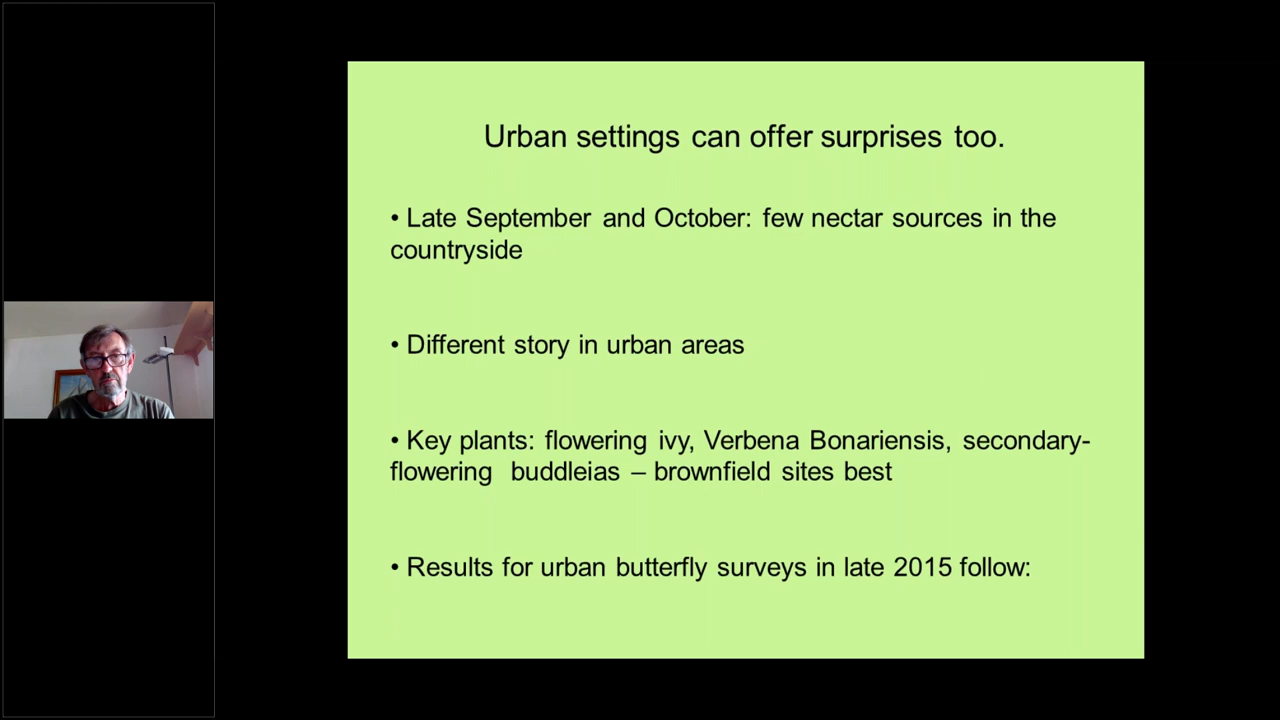 Urban settings can offer surprises too.
• Late September and October: few nectar sources in the
countryside
• Different story in urban areas
• Key plants: flowering ivy, Verbena Bonariensis, secondary-
flowering buddleias – brownfield sites best
• Results for urban butterfly surveys in late 2015 follow: